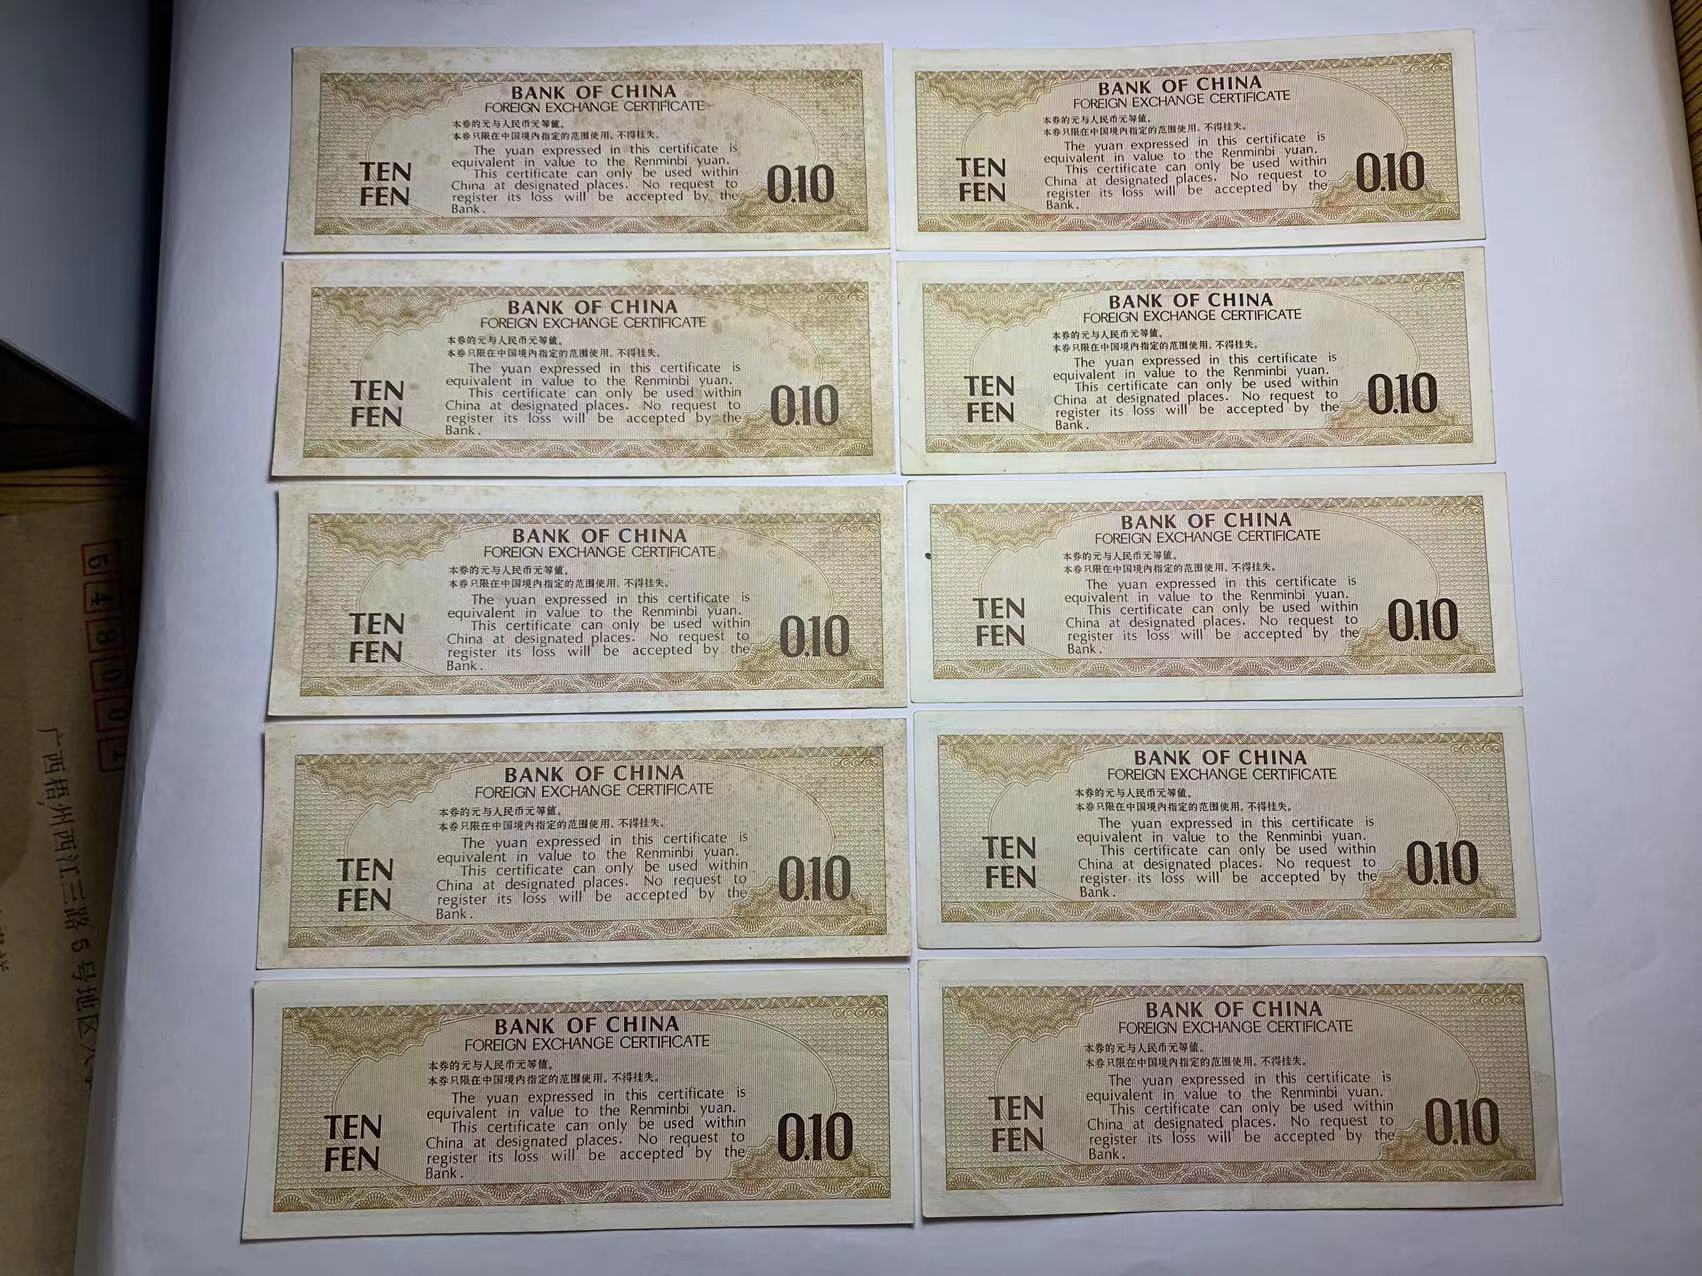 BANK OF CHINA
FOREIGN EXCHANGE CERTIFICATE
本券的元与人民币元等值。
本券只限在中国境内指定的范围使用，不得挂失。
The yuan expressed in this certificate is
equivalent in value to the Renminbi yuan.
This certificate can only be used within
China at designated places. No request to
register its loss will be accepted by the
Bank.
TEN
FEN
0.10
BANK OF CHINA
FOREIGN EXCHANGE CERTIFICATE
本券的元与人民币元等值。
本券只限在中国境内指定的范围使用，不得挂失。
The yuan expressed in this certificate is
equivalent in value to the Renminbi yuan.
This certificate can only be used within
China at designated places. No request to
register its loss will be accepted by the
Bank.
TEN
FEN
0.10
BANK OF CHINA
FOREIGN EXCHANGE CERTIFICATE
本券的元与人民币元等值。
本券只限在中国境内指定的范围使用，不得挂失。
The yuan expressed in this certificate is
equivalent in value to the Renminbi yuan.
This certificate can only be used within
China at designated places. No request to
register its loss will be accepted by the
Bank.
TEN
FEN
0.10
BANK OF CHINA
FOREIGN EXCHANGE CERTIFICATE
本券的元与人民币元等值。
本券只限在中国境内指定的范围使用，不得挂失。
The yuan expressed in this certificate is
equivalent in value to the Renminbi yuan.
This certificate can only be used within
China at designated places. No request to
register its loss will be accepted by the
Bank.
TEN
FEN
0.10
BANK OF CHINA
FOREIGN EXCHANGE CERTIFICATE
本券的元与人民币元等值。
本券只限在中国境内指定的范围使用，不得挂失。
The yuan expressed in this certificate is
equivalent in value to the Renminbi yuan.
This certificate can only be used within
China at designated places. No request to
register its loss will be accepted by the
Bank.
TEN
FEN
0.10
BANK OF CHINA
FOREIGN EXCHANGE CERTIFICATE
本券的元与人民币元等值。
本券只限在中国境内指定的范围使用，不得挂失。
The yuan expressed in this certificate is
equivalent in value to the Renminbi yuan.
This certificate can only be used within
China at designated places. No request to
register its loss will be accepted by the
Bank.
TEN
FEN
0.10
BANK OF CHINA
FOREIGN EXCHANGE CERTIFICATE
本券的元与人民币元等值。
本券只限在中国境内指定的范围使用，不得挂失。
The yuan expressed in this certificate is
equivalent in value to the Renminbi yuan.
This certificate can only be used within
China at designated places. No request to
register its loss will be accepted by the
Bank.
TEN
FEN
0.10
BANK OF CHINA
FOREIGN EXCHANGE CERTIFICATE
本券的元与人民币元等值。
本券只限在中国境内指定的范围使用，不得挂失。
The yuan expressed in this certificate is
equivalent in value to the Renminbi yuan.
This certificate can only be used within
China at designated places. No request to
register its loss will be accepted by the
Bank.
TEN
FEN
0.10
BANK OF CHINA
FOREIGN EXCHANGE CERTIFICATE
本券的元与人民币元等值。
本券只限在中国境内指定的范围使用，不得挂失。
The yuan expressed in this certificate is
equivalent in value to the Renminbi yuan.
This certificate can only be used within
China at designated places. No request to
register its loss will be accepted by the
Bank.
TEN
FEN
0.10
BANK OF CHINA
FOREIGN EXCHANGE CERTIFICATE
本券的元与人民币元等值。
本券只限在中国境内指定的范围使用，不得挂失。
The yuan expressed in this certificate is
equivalent in value to the Renminbi yuan.
This certificate can only be used within
China at designated places. No request to
register its loss will be accepted by the
Bank.
TEN
FEN
0.10
548002
广西梧州西江三路5号地区